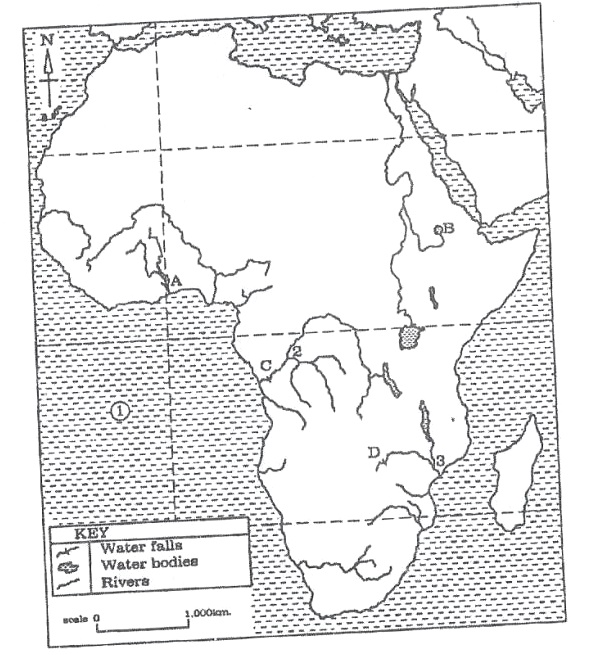 N
B
A
2
C
1
D
3
KEY
Water falls
Water bodies
Rivers
scale 0 1,000km.